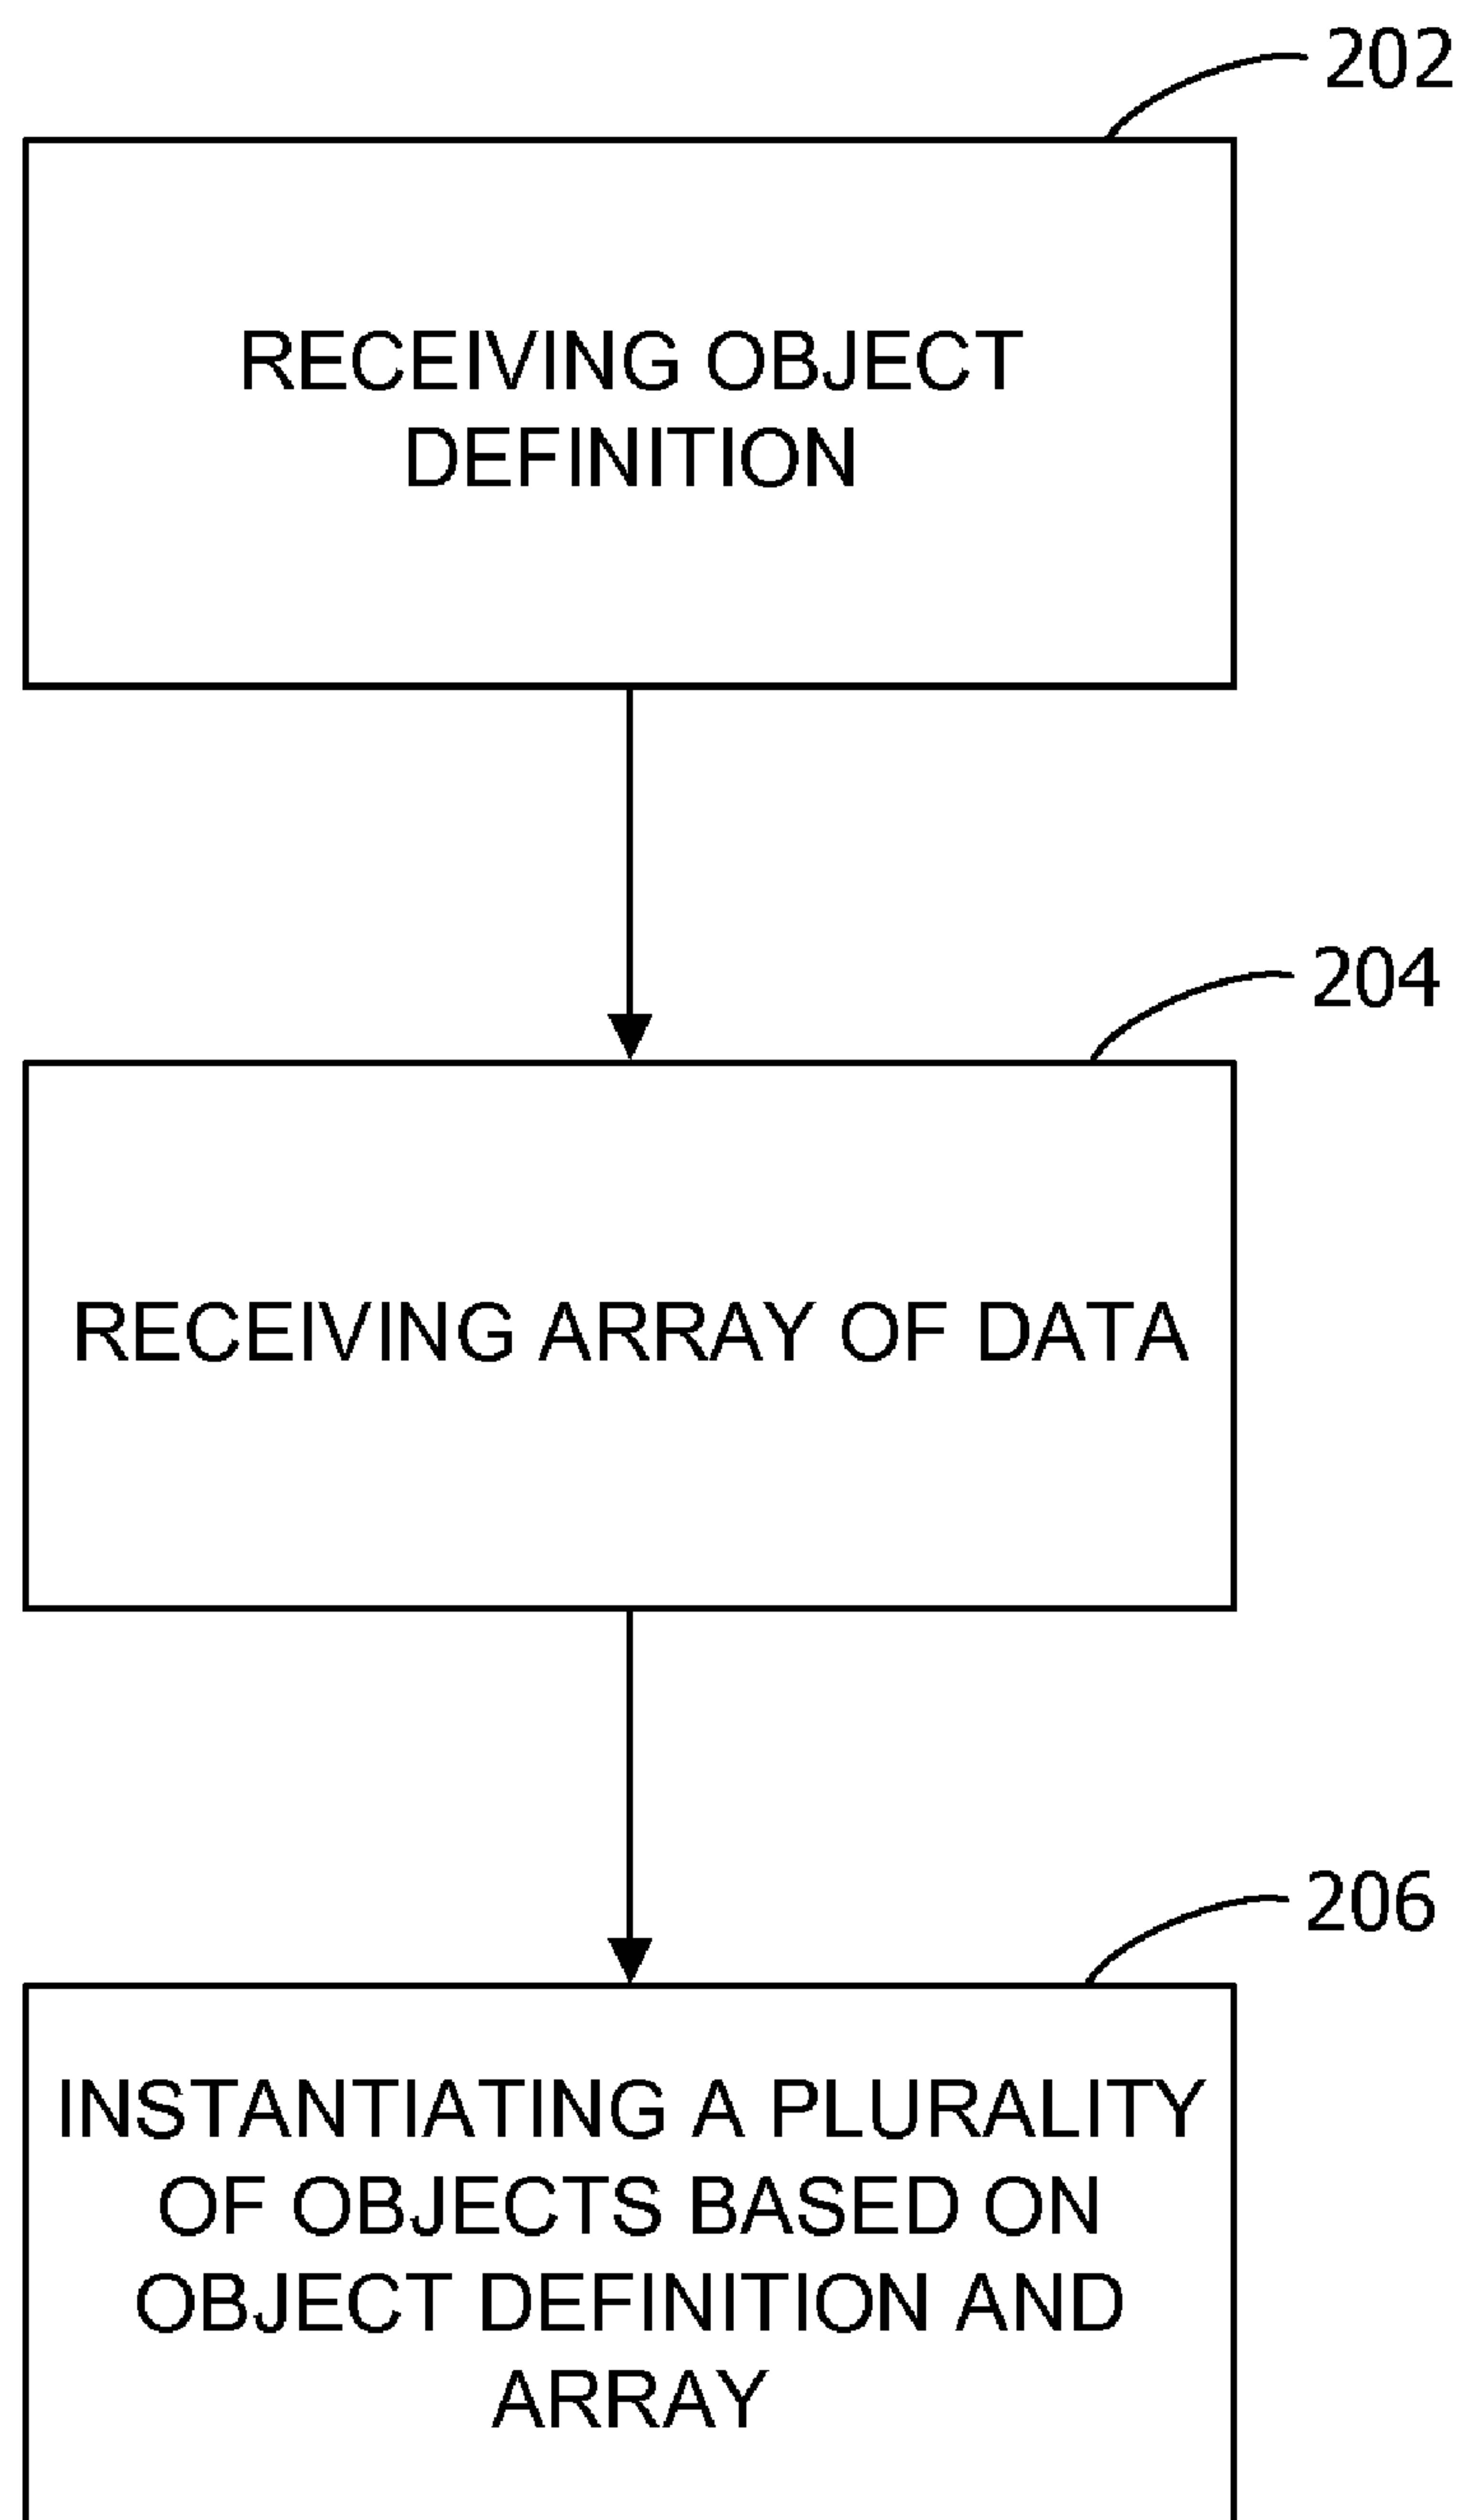 202
RECEIVING OBJECT
DEFINITION
204
RECEIVING ARRAY OF DATA
206
INSTANTIATING A PLURALITY
OF OBJECTS BASED ON
OBJECT DEFINITION AND
ARRAY